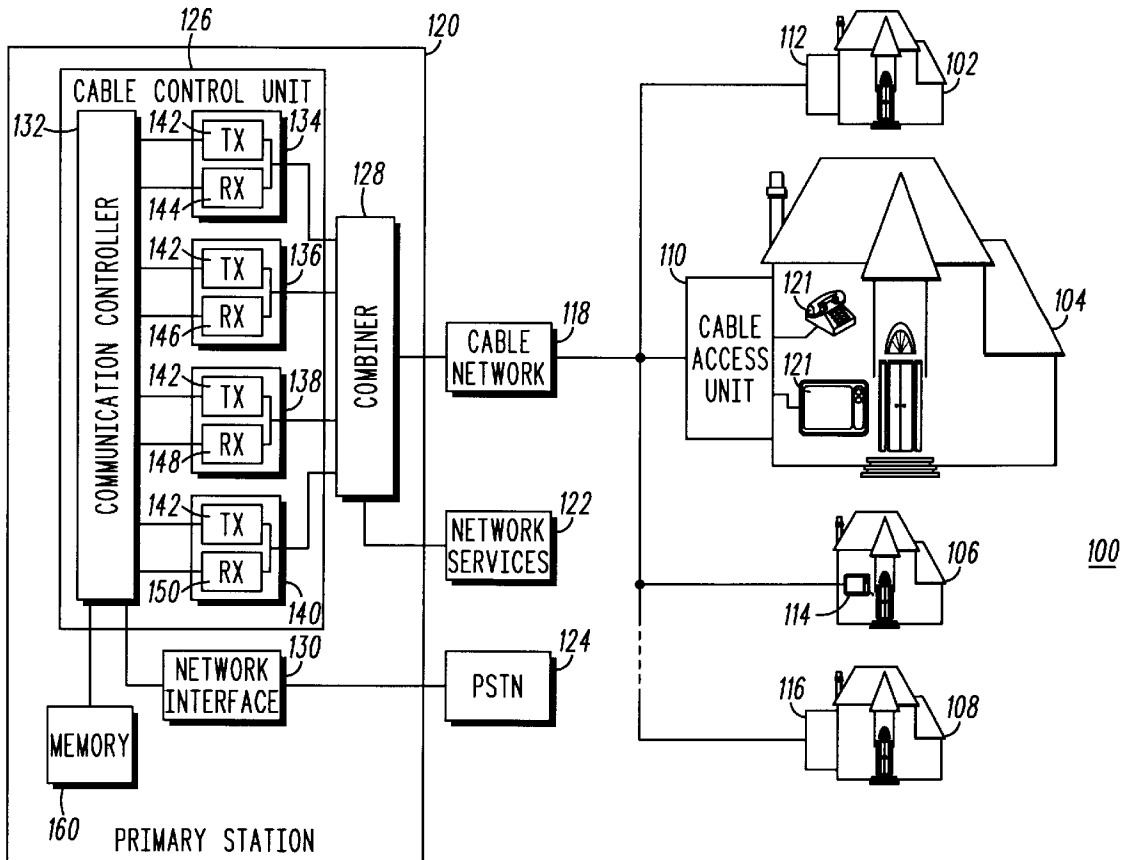 126
120
CABLE CONTROL UNIT
132
COMMUNICATION CONTROLLER
142
TX
134
144
RX
128
COMBINER
142
TX
136
146
RX
142
TX
138
148
RX
142
TX
150
RX
140
118
CABLE
NETWORK
122
NETWORK
SERVICES
130
NETWORK
INTERFACE
124
PSTN
MEMORY
160
PRIMARY STATION
112
102
110
CABLE
ACCESS
UNIT
121
121
104
106
114
100
116
108